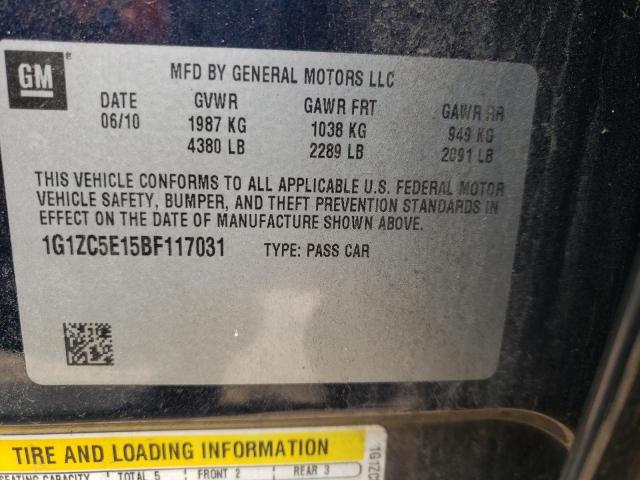 GM
MFD BY GENERAL MOTORS LLC
DATE GVWR GAWR FRT GAWR RR
06/10 1987 KG 1038 KG 949 KG
4380 LB 2289 LB 2091 LB
THIS VEHICLE CONFORMS TO ALL APPLICABLE U.S. FEDERAL MOTOR
VEHICLE SAFETY, BUMPER, AND THEFT PREVENTION STANDARDS IN
EFFECT ON THE DATE OF MANUFACTURE SHOWN ABOVE.
1G1ZC5E15BF117031 TYPE: PASS CAR
TIRE AND LOADING INFORMATION
SEATING CAPACITY TOTAL 5 FRONT 2 REAR 3
1G1ZC